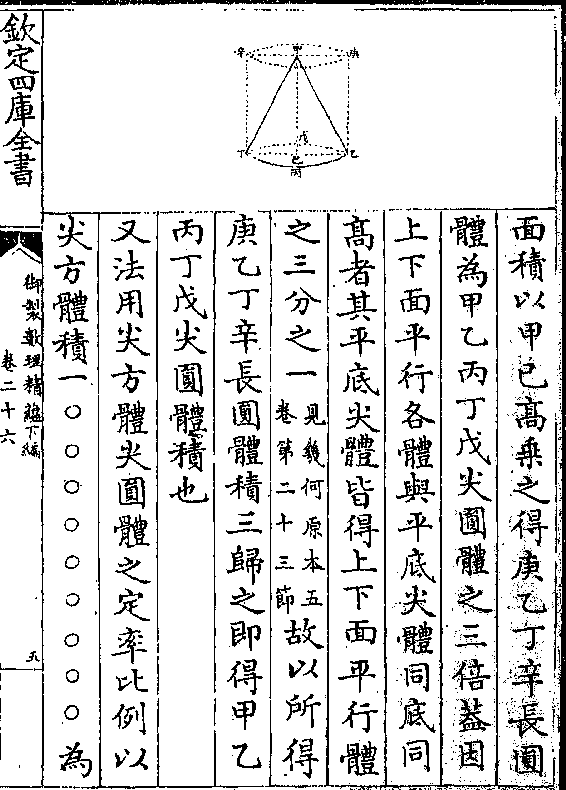 面積以甲己高乗之得庚乙丁辛長圓
體為甲乙丙丁戊尖圓體之三倍葢因
上下面平行各體與平底尖體同底同
髙者其平底尖體皆得上下面平行體
之三分之一見幾何原本五卷第二十三節故以所得
庚乙丁辛長圓體積三歸之即得甲乙
丙丁戊尖圓體積也
又法用尖方體尖圓體之定率比例以
尖方體積一〇〇〇〇〇〇〇〇〇為
欽定四庫全書
御製數理精蘊下編
卷二十六
五
辛
甲
庚
戊
丁
己
乙
丙